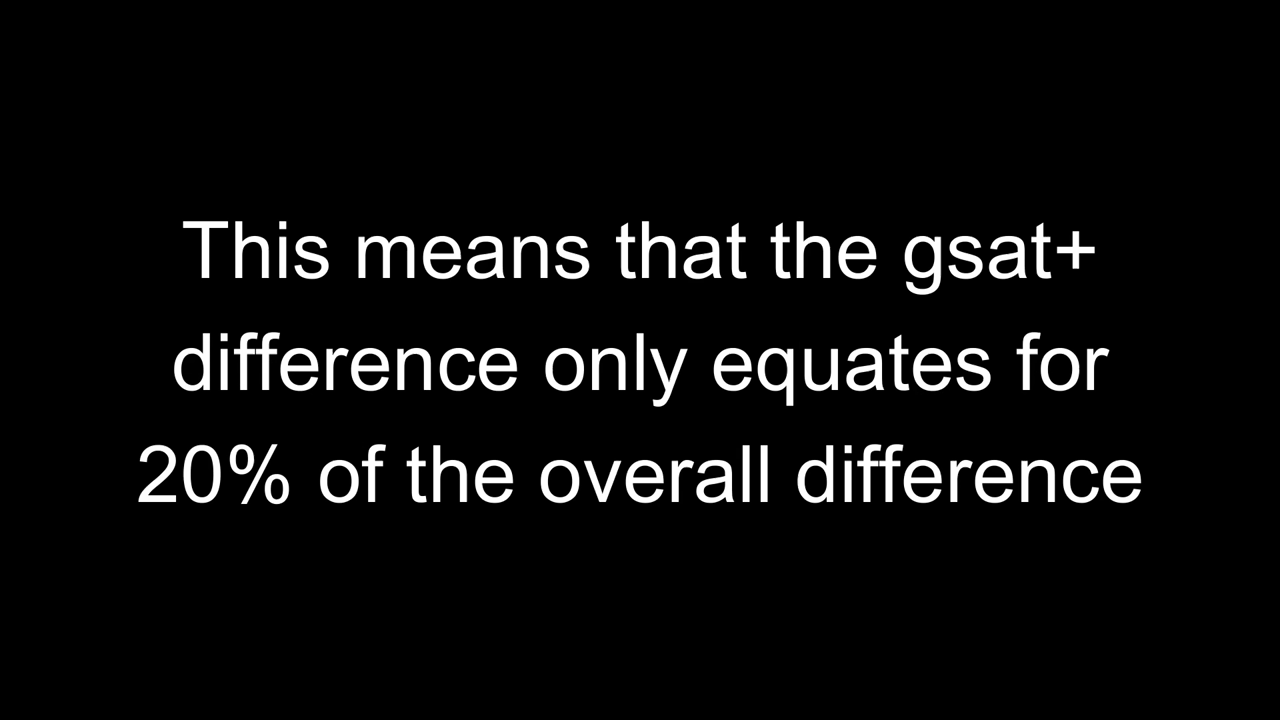 This means that the gsat+
difference only equates for
20% of the overall difference